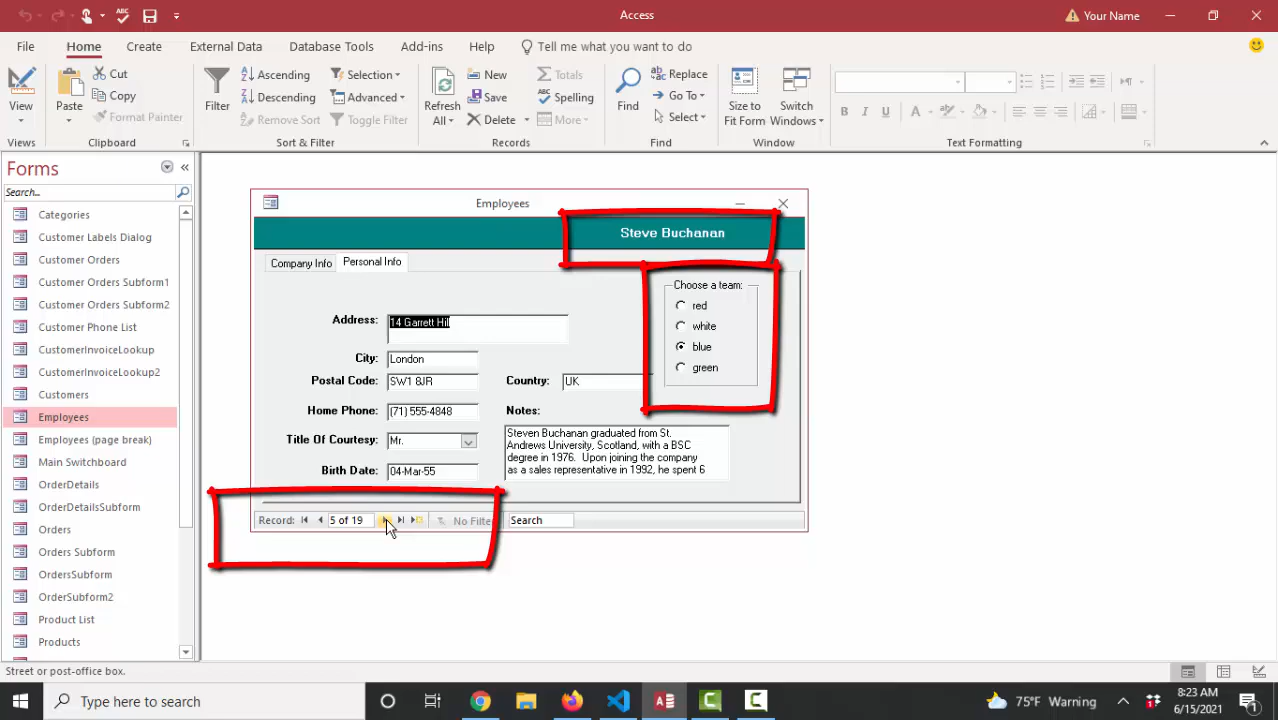 Access
Your Name
File Home Create External Data Database Tools Add-ins Help Tell me what you want to do
View
Views
Paste
Cut
Copy
Format Painter
Clipboard
Filter
Ascending
Descending
Remove Sort
Selection
Advanced
Toggle Filter
Sort & Filter
Refresh
All
New
Save
Delete
Totals
Spelling
More
Records
Find
Replace
Go To
Select
Find
Size to
Fit Form
Switch
Windows
Window
B I U A
Text Formatting
Forms
Search...
Categories
Customer Labels Dialog
Customer Orders
Customer Orders Subform1
Customer Orders Subform2
Customer Phone List
CustomerInvoiceLookup
CustomerInvoiceLookup2
Customers
Employees
Employees (page break)
Main Switchboard
OrderDetails
OrderDetailsSubform
Orders
Orders Subform
OrdersSubform
OrderSubform2
Product List
Products
Employees
Steve Buchanan
Company Info Personal Info
Choose a team:
red
white
blue
green
Address: 14 Garrett Hill
City: London
Postal Code: SW1 8JR
Country: UK
Home Phone: (71) 555-4848
Notes:
Title Of Courtesy: Mr.
Birth Date: 04-Mar-55
Steven Buchanan graduated from St.
Andrews University, Scotland, with a BSC
degree in 1976. Upon joining the company
as a sales representative in 1992, he spent 6
Record: 5 of 19 No Filter Search
Street or post-office box.
Type here to search
75°F Warning
8:23 AM
6/15/2021
1